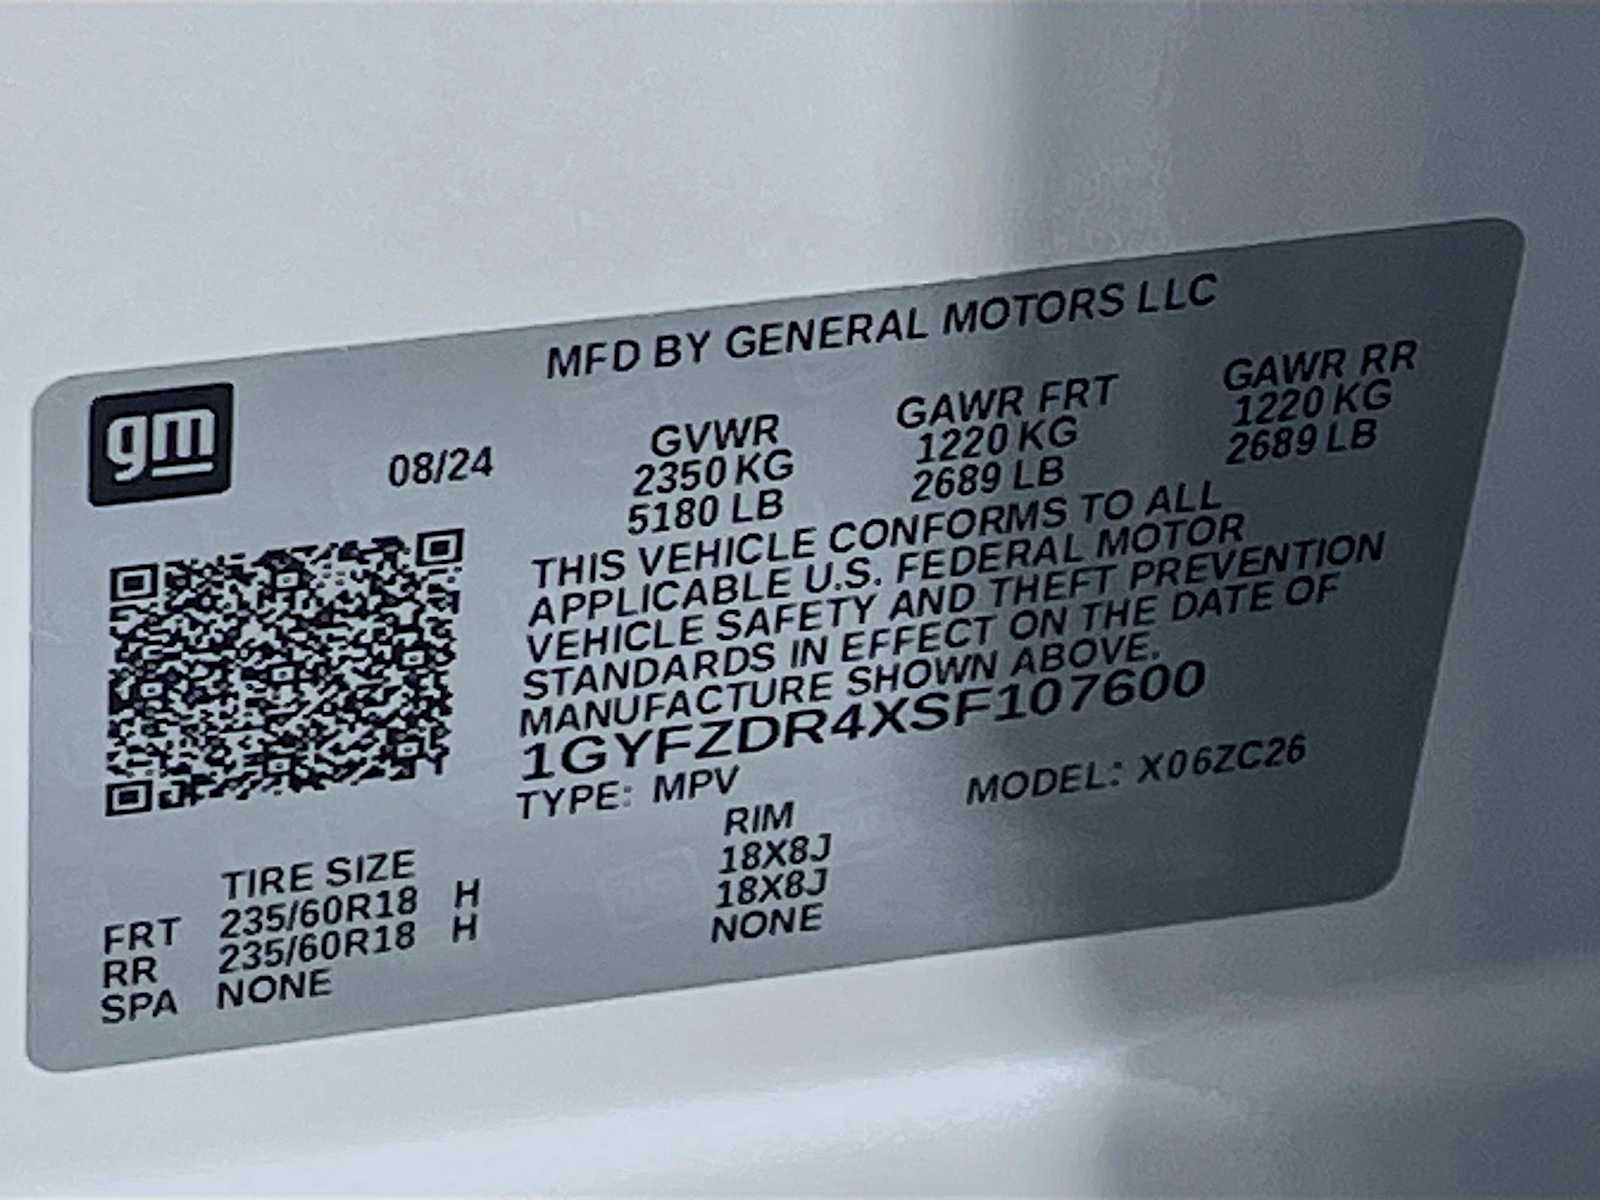 MFD BY GENERAL MOTORS LLC
gm
08/24
GVWR
2350 KG
5180 LB
GAWR FRT
1220 KG
2689 LB
GAWR RR
1220 KG
2689 LB
THIS VEHICLE CONFORMS TO ALL
APPLICABLE U.S. FEDERAL MOTOR
VEHICLE SAFETY AND THEFT PREVENTION
STANDARDS IN EFFECT ON THE DATE OF
MANUFACTURE SHOWN ABOVE.
1GYFZDR4XSF107600
TYPE: MPV MODEL: X06ZC26
TIRE SIZE RIM
FRT 235/60R18 H 18X8J
RR 235/60R18 H 18X8J
SPA NONE NONE